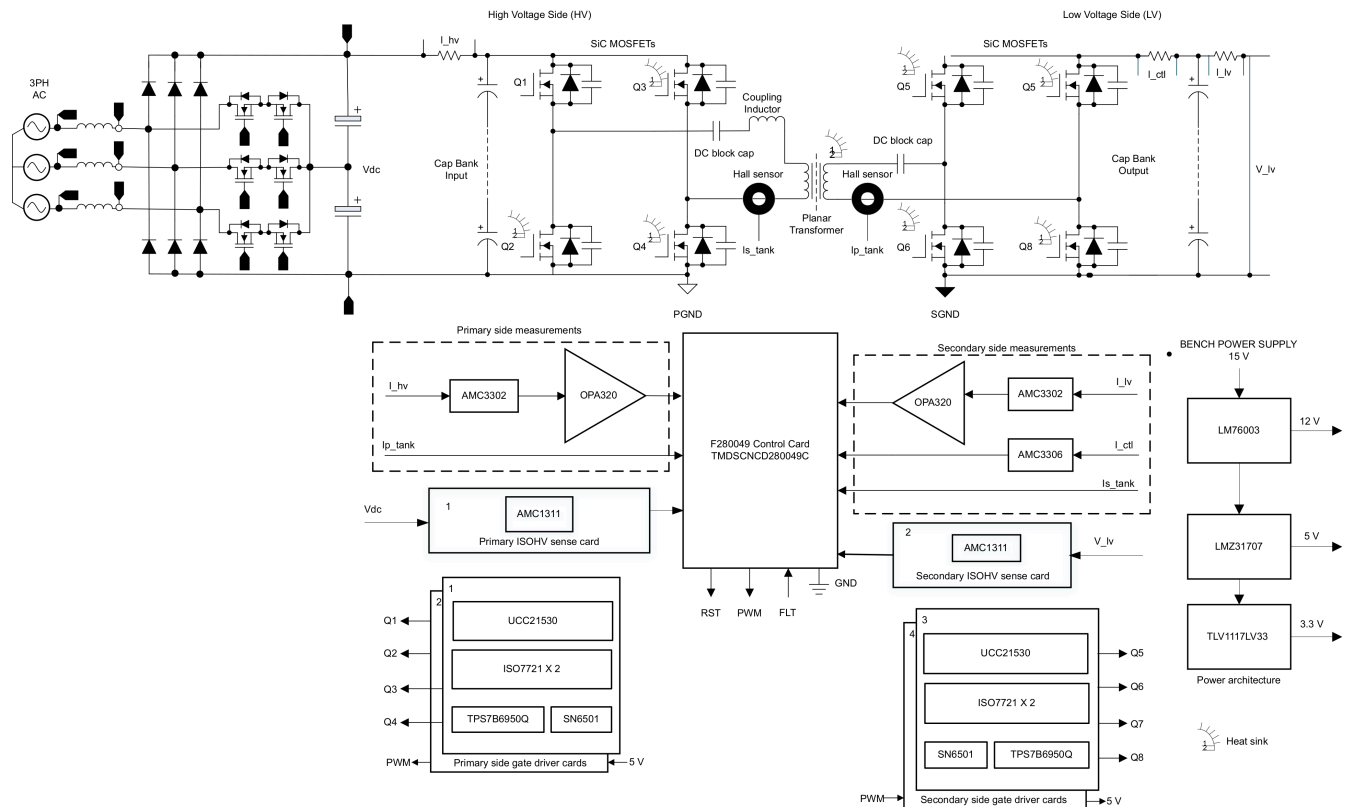 High Voltage Side (HV)
Low Voltage Side (LV)
I_hv
SiC MOSFETs
SiC MOSFETs
3PH
AC
Q1
Q3
Q5
Q5
I_ctl
I_lv
Coupling
Inductor
DC block cap
DC block cap
Vdc
Cap Bank
Input
Hall sensor
Hall sensor
Cap Bank
Output
V_lv
Planar
Transformer
Q2
Q4
Is_tank
Ip_tank
Q6
Q8
PGND
SGND
Primary side measurements
I_hv
AMC3302
OPA320
Ip_tank
Vdc
1
AMC1311
Primary ISOHV sense card
F280049 Control Card
TMDSCNCD280049C
RST
PWM
FLT
GND
Secondary side measurements
OPA320
AMC3302
I_lv
AMC3306
I_ctl
Is_tank
2
AMC1311
V_lv
Secondary ISOHV sense card
BENCH POWER SUPPLY
15 V
LM76003
12 V
LMZ31707
5 V
TLV1117LV33
3.3 V
Power architecture
Heat sink
1
2
UCC21530
ISO7721 X 2
TPS7B6950Q
SN6501
Q1
Q2
Q3
Q4
PWM
Primary side gate driver cards
5 V
3
4
UCC21530
ISO7721 X 2
SN6501
TPS7B6950Q
Q5
Q6
Q7
Q8
PWM
Secondary side gate driver cards
5 V